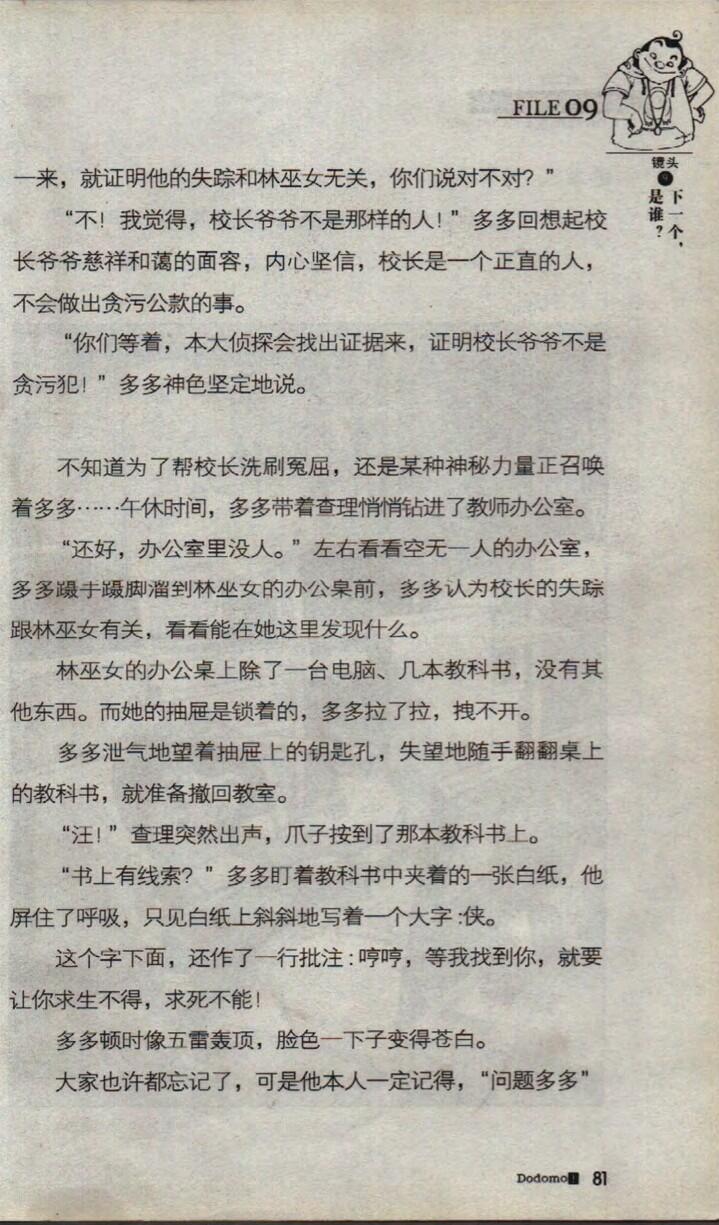 FILE 09
镜头
9
下一个，
是谁？
一来，就证明他的失踪和林巫女无关，你们说对不对？”
“不！我觉得，校长爷爷不是那样的人！”多多回想起校
长爷爷慈祥和蔼的面容，内心坚信，校长是一个正直的人，
不会做出贪污公款的事。
“你们等着，本大侦探会找出证据来，证明校长爷爷不是
贪污犯！”多多神色坚定地说。
不知道为了帮校长洗刷冤屈，还是某种神秘力量正召唤
着多多……午休时间，多多带着查理悄悄钻进了教师办公室。
“还好，办公室里没人。”左右看看空无一人的办公室，
多多蹑手蹑脚溜到林巫女的办公桌前，多多认为校长的失踪
跟林巫女有关，看看能在她这里发现什么。
林巫女的办公桌上除了一台电脑、几本教科书，没有其
他东西。而她的抽屉是锁着的，多多拉了拉，拽不开。
多多泄气地望着抽屉上的钥匙孔，失望地随手翻翻桌上
的教科书，就准备撤回教室。
“汪！”查理突然出声，爪子按到了那本教科书上。
“书上有线索？”多多盯着教科书中夹着的一张白纸，他
屏住了呼吸，只见白纸上斜斜地写着一个大字:侠。
这个字下面，还作了一行批注:哼哼，等我找到你，就要
让你求生不得，求死不能！
多多顿时像五雷轰顶，脸色一下子变得苍白。
大家也许都忘记了，可是他本人一定记得，“问题多多”
Dodomo! 81